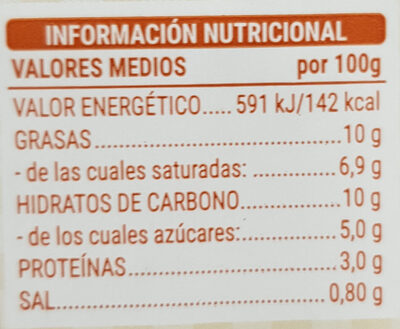 INFORMACIÓN NUTRICIONAL
VALORES MEDIOS por 100g
VALOR ENERGÉTICO..... 591 kJ/142 kcal
GRASAS.......................................10 g
- de las cuales saturadas:.............. 6,9 g
HIDRATOS DE CARBONO..................10 g
- de los cuales azúcares:............... 5,0 g
PROTEÍNAS.................................. 3,0 g
SAL............................................. 0,80 g